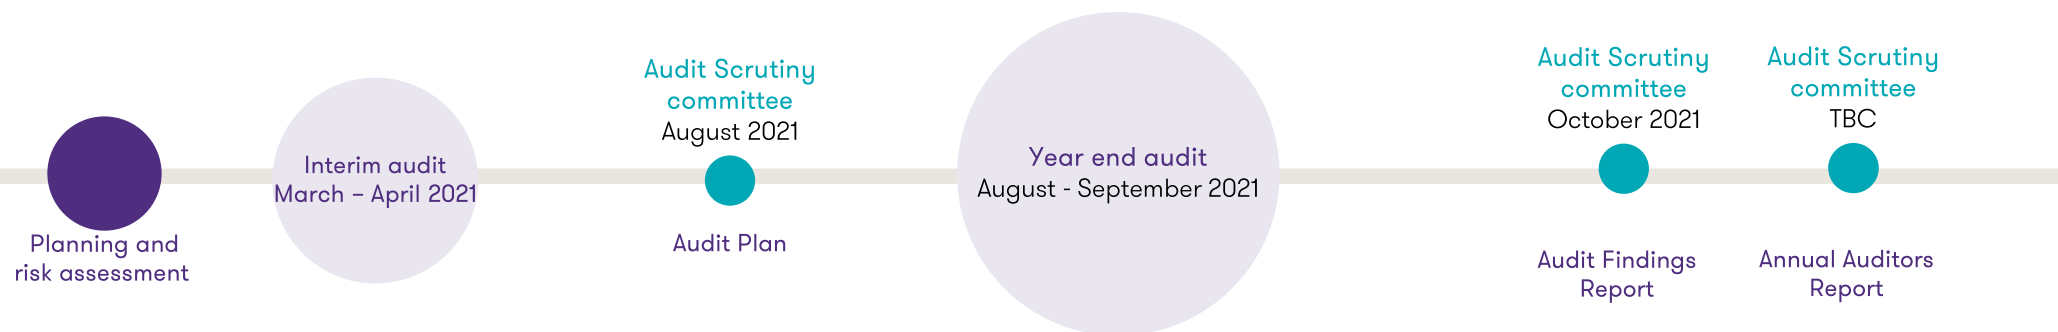 Planning and
risk assessment
Interim audit
March – April 2021
Audit Scrutiny
committee
August 2021
Audit Plan
Year end audit
August - September 2021
Audit Scrutiny
committee
October 2021
Audit Findings
Report
Audit Scrutiny
committee
TBC
Annual Auditors
Report